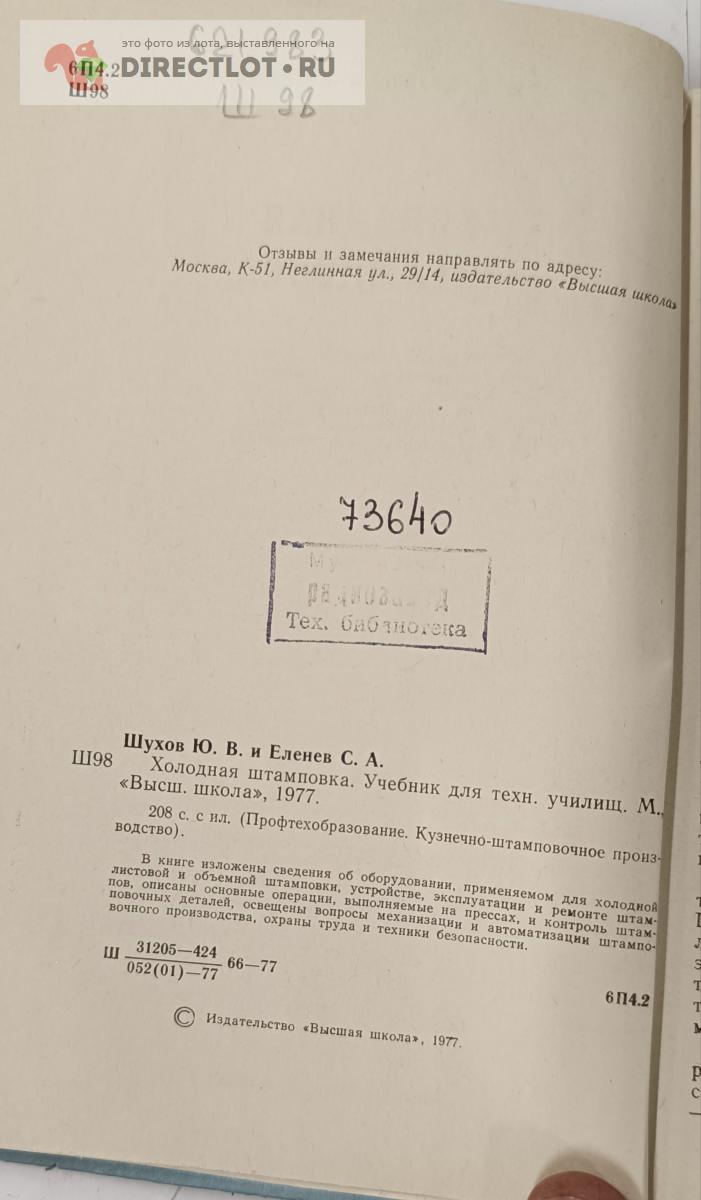 это фото из лота, выставленного на
DIRECTLOT.RU
621.983
6П4.2
Ш98
Ш 98
Отзывы и замечания направлять по адресу:
Москва, К-51, Неглинная ул., 29/14, издательство «Высшая школа»
73640
Тех. библиотека
Шухов Ю. В. и Еленев С. А.
Ш98 Холодная штамповка. Учебник для техн. училищ. М.,
«Высш. школа», 1977.
208 с. с ил. (Профтехобразование. Кузнечно-штамповочное произ-
водство).
В книге изложены сведения об оборудовании, применяемом для холодной
листовой и объемной штамповки, устройстве, эксплуатации и ремонте штам-
пов, описаны основные операции, выполняемые на прессах, и контроль штам-
повочных деталей, освещены вопросы механизации и автоматизации штампо-
вочного производства, охраны труда и техники безопасности.
Ш 31205—424
052(01)—77 66—77
6П4.2
© Издательство «Высшая школа», 1977.